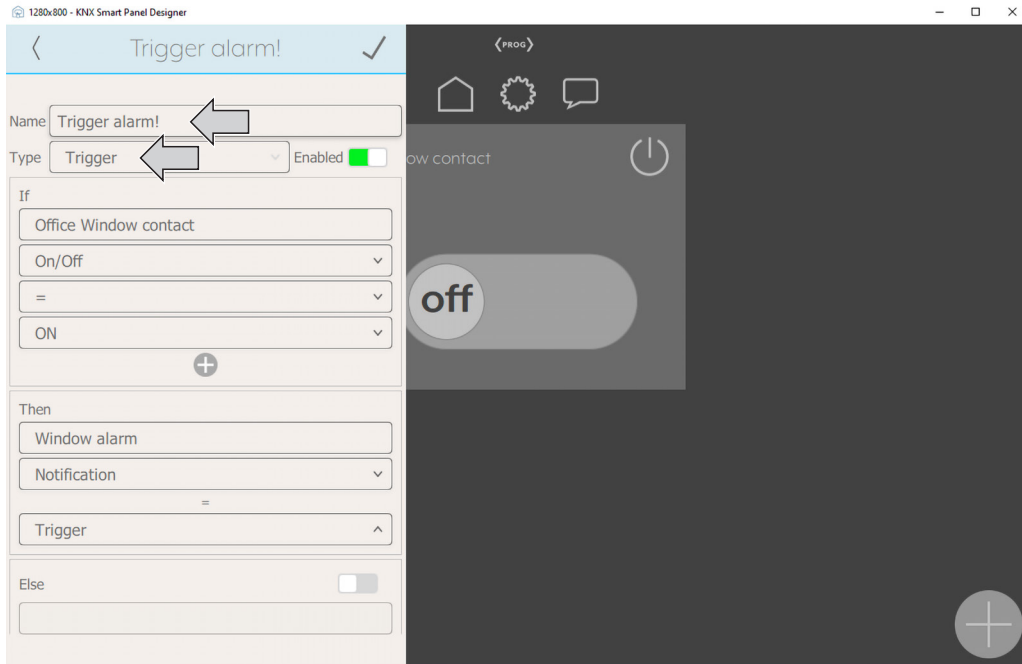 1280x800 - KNX Smart Panel Designer
Trigger alarm!
PROG
Name Trigger alarm!
Type Trigger Enabled
ow contact
If
Office Window contact
On/Off
=
ON
off
Then
Window alarm
Notification
=
Trigger
Else